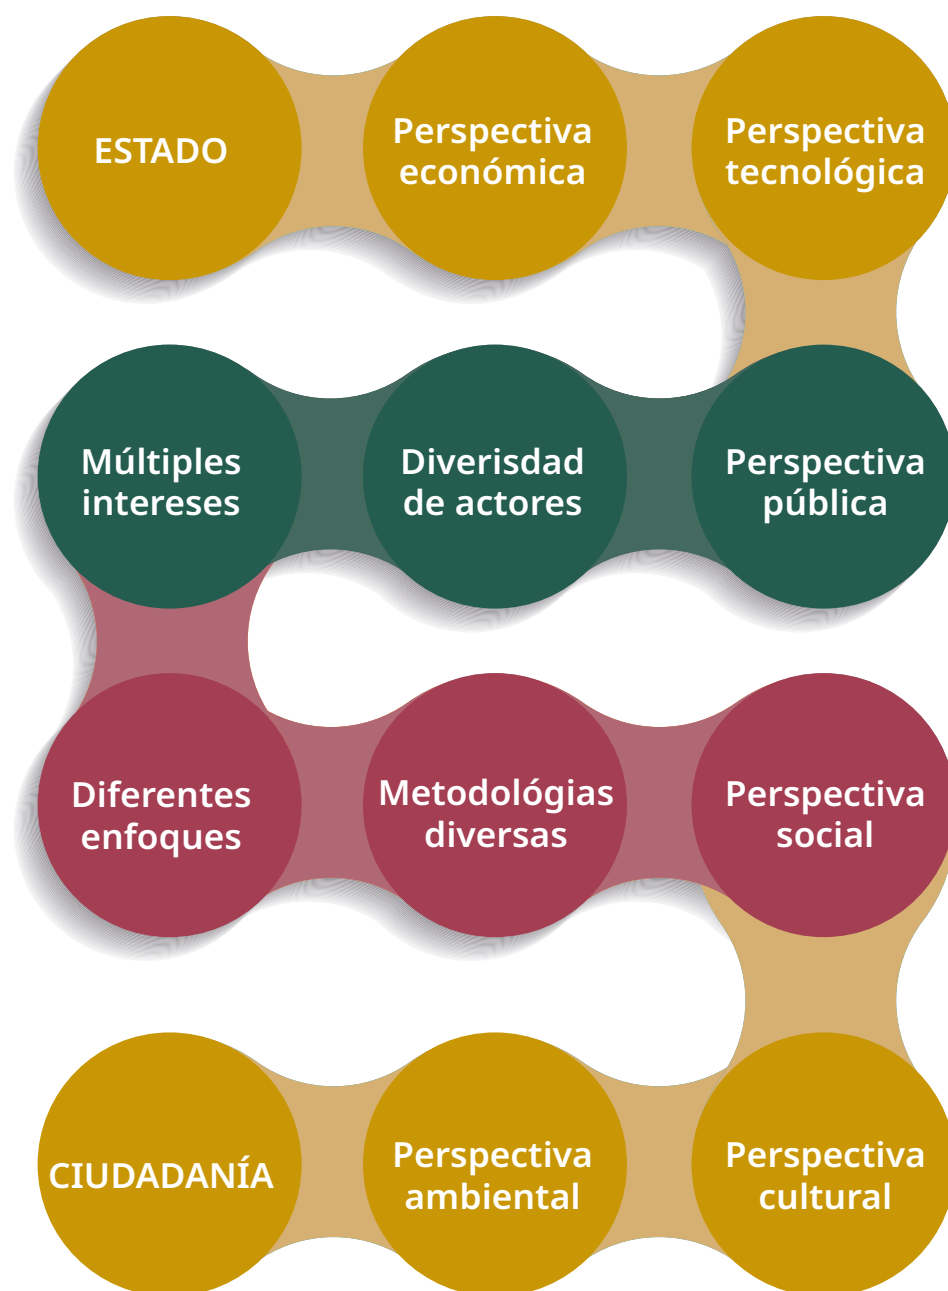 ESTADO
Perspectiva
económica
Perspectiva
tecnológica
Múltiples
intereses
Diverisdad
de actores
Perspectiva
pública
Diferentes
enfoques
Metodológias
diversas
Perspectiva
social
CIUDADANÍA
Perspectiva
ambiental
Perspectiva
cultural